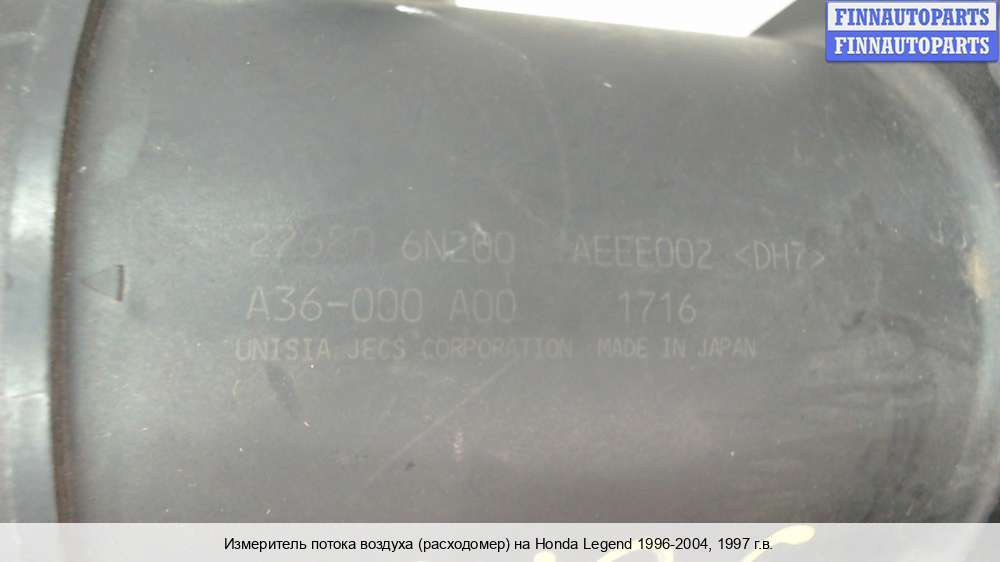 FINNAUTOPARTS
FINNAUTOPARTS
22680 6N200 AEEE002 <DH7>
A36-000 A00 1716
UNISIA JECS CORPORATION MADE IN JAPAN
Измеритель потока воздуха (расходомер) на Honda Legend 1996-2004, 1997 г.в.